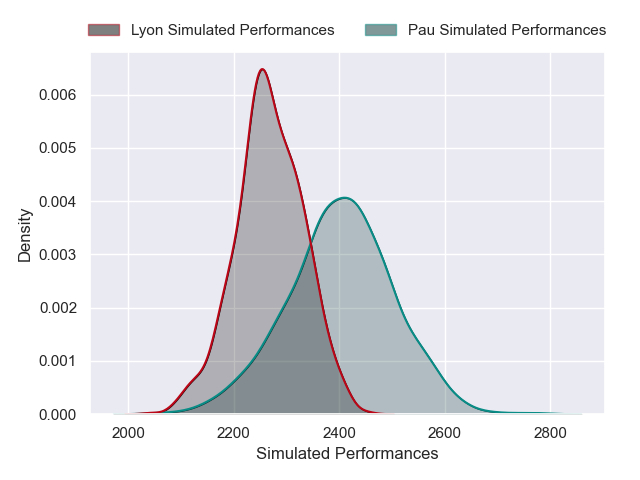 Lyon Simulated Performances Pau Simulated Performances
0.006
0.005
0.004
0.003
0.002
0.001
0.000
Density
2000 2200 2400 2600 2800
Simulated Performances